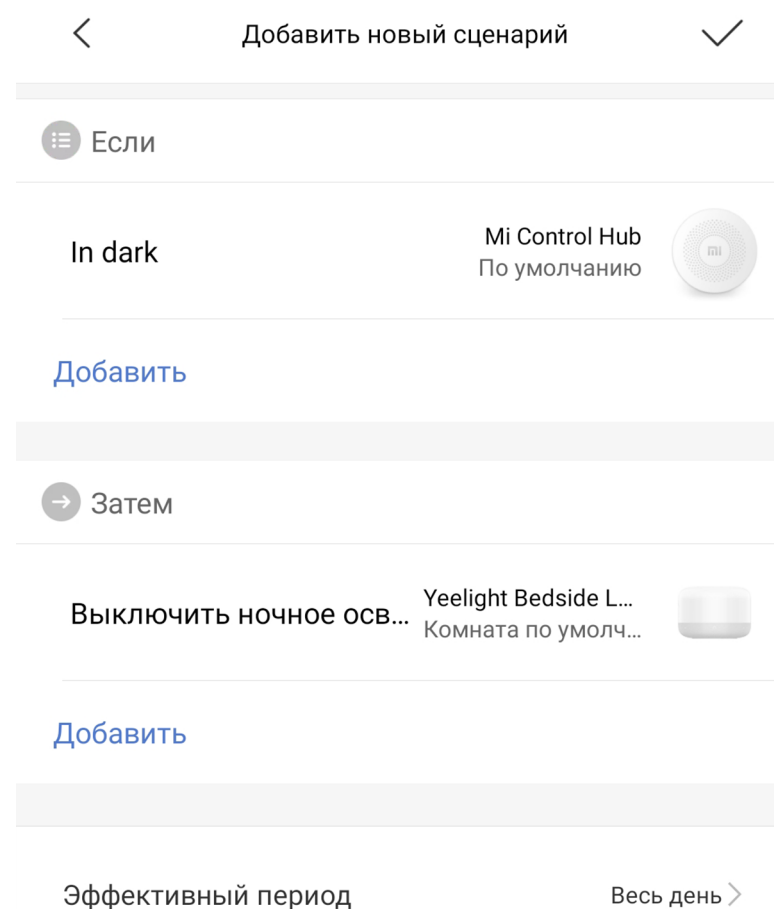 Добавить новый сценарий
Если
In dark
Mi Control Hub
По умолчанию
mi
Добавить
Затем
Выключить ночное осв...
Yeelight Bedside L...
Комната по умолч...
Добавить
Эффективный период
Весь день